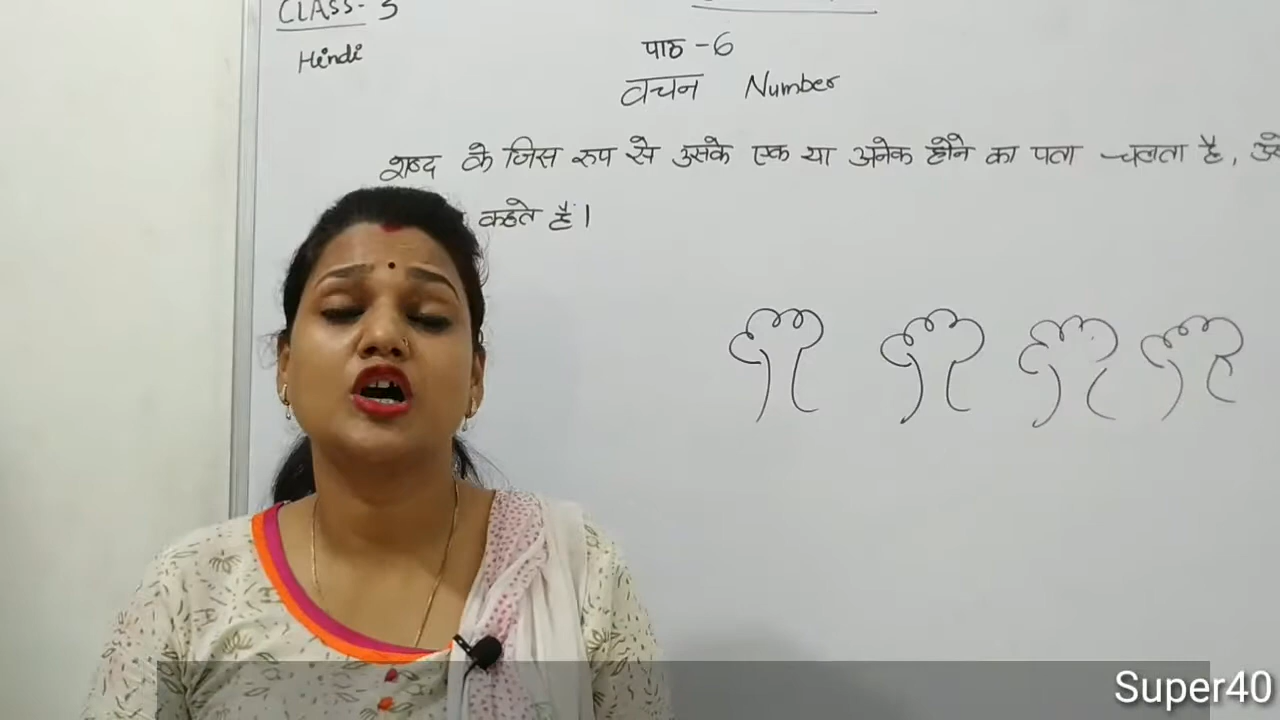 CLASS- 5
Hindi
पाठ -6
वचन Number
शब्द के जिस रुप से उसके एक या अनेक होने का पता चलता है,
कहते हैं।
Super40